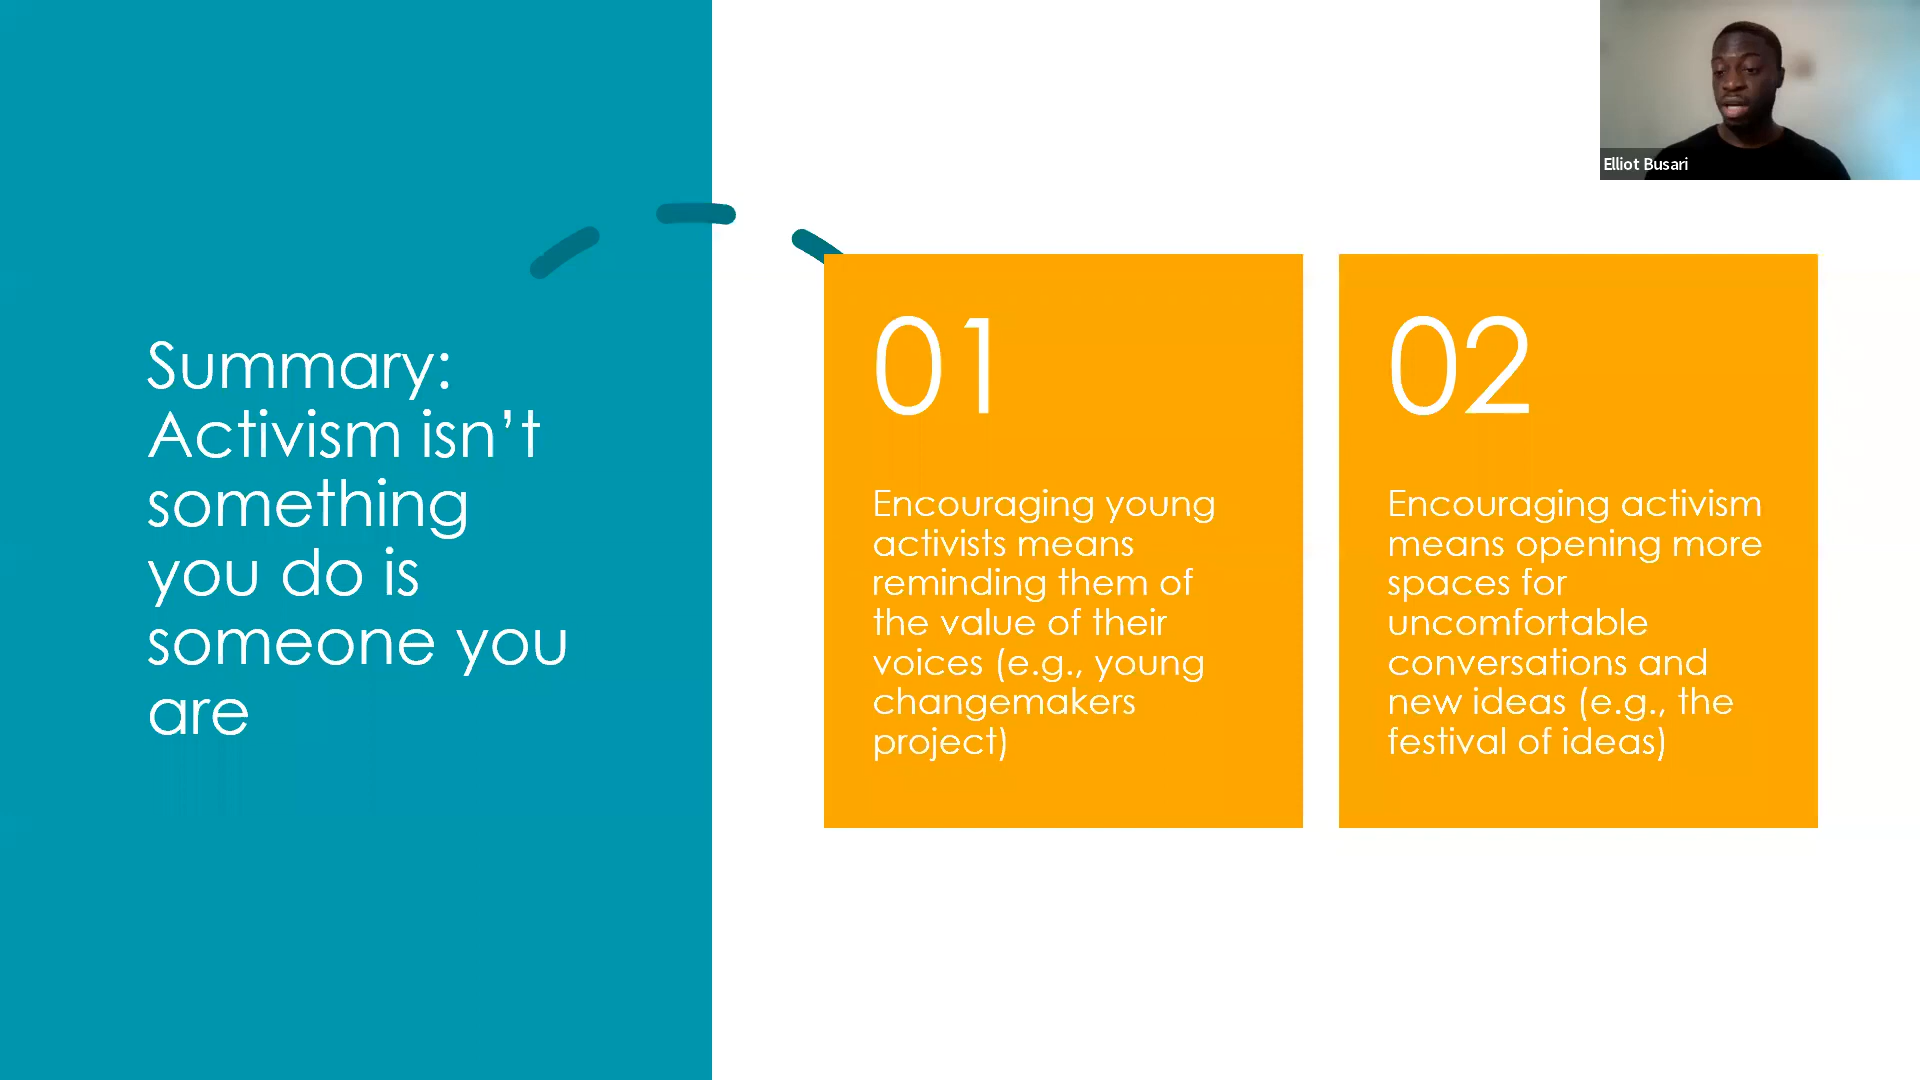 Summary:
Activism isn’t
something
you do is
someone you
are
01
Encouraging young
activists means
reminding them of
the value of their
voices (e.g., young
changemakers
project)
02
Encouraging activism
means opening more
spaces for
uncomfortable
conversations and
new ideas (e.g., the
festival of ideas)
Elliot Busari